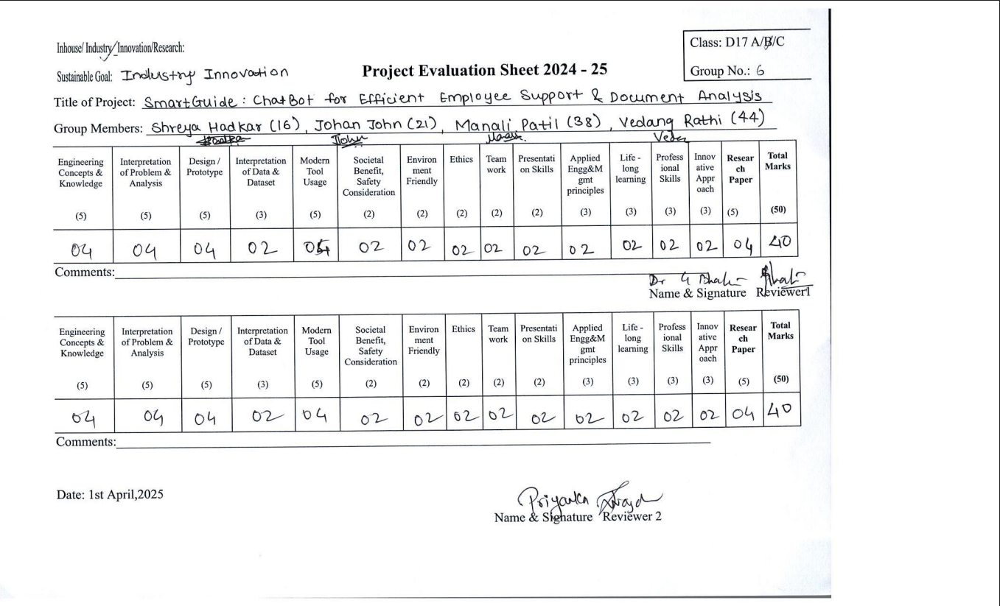 Inhouse/ Industry/ Innovation/Research:
Class: D17 A/B/C
Sustainable Goal: Industry Innovation
Project Evaluation Sheet 2024 - 25
Group No.: 6
Title of Project: SmartGuide : ChatBot for Efficient Employee Support & Document Analysis
Group Members: Shreya Hadkar (16), Johan John (21), Manali Patil (38), Vedang Rathi (44)
Engineering Concepts & Knowledge (5) Interpretation of Problem & Analysis (5) Design / Prototype (5) Interpretation of Data & Dataset (3) Modern Tool Usage (5) Societal Benefit, Safety Consideration (2) Environ ment Friendly (2) Ethics (2) Team work (2) Presentati on Skills (2) Applied Engg&M gmt principles (3) Life - long learning (3) Profess ional Skills (3) Innov ative Appr oach (3) Resear ch Paper (5) Total Marks (50)
04 04 04 02 04 02 02 02 02 02 02 02 02 02 04 40
Comments:
Dr G
Name & Signature Reviewer1
Engineering Concepts & Knowledge (5) Interpretation of Problem & Analysis (5) Design / Prototype (5) Interpretation of Data & Dataset (3) Modern Tool Usage (5) Societal Benefit, Safety Consideration (2) Environ ment Friendly (2) Ethics (2) Team work (2) Presentati on Skills (2) Applied Engg&M gmt principles (3) Life - long learning (3) Profess ional Skills (3) Innov ative Appr oach (3) Resear ch Paper (5) Total Marks (50)
04 04 04 02 04 02 02 02 02 02 02 02 02 02 04 40
Comments:
Date: 1st April,2025
Priyanka
Name & Signature Reviewer 2